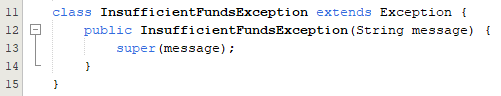 11 class InsufficientFundsException extends Exception {
12 public InsufficientFundsException(String message) {
13 super(message);
14 }
15 }